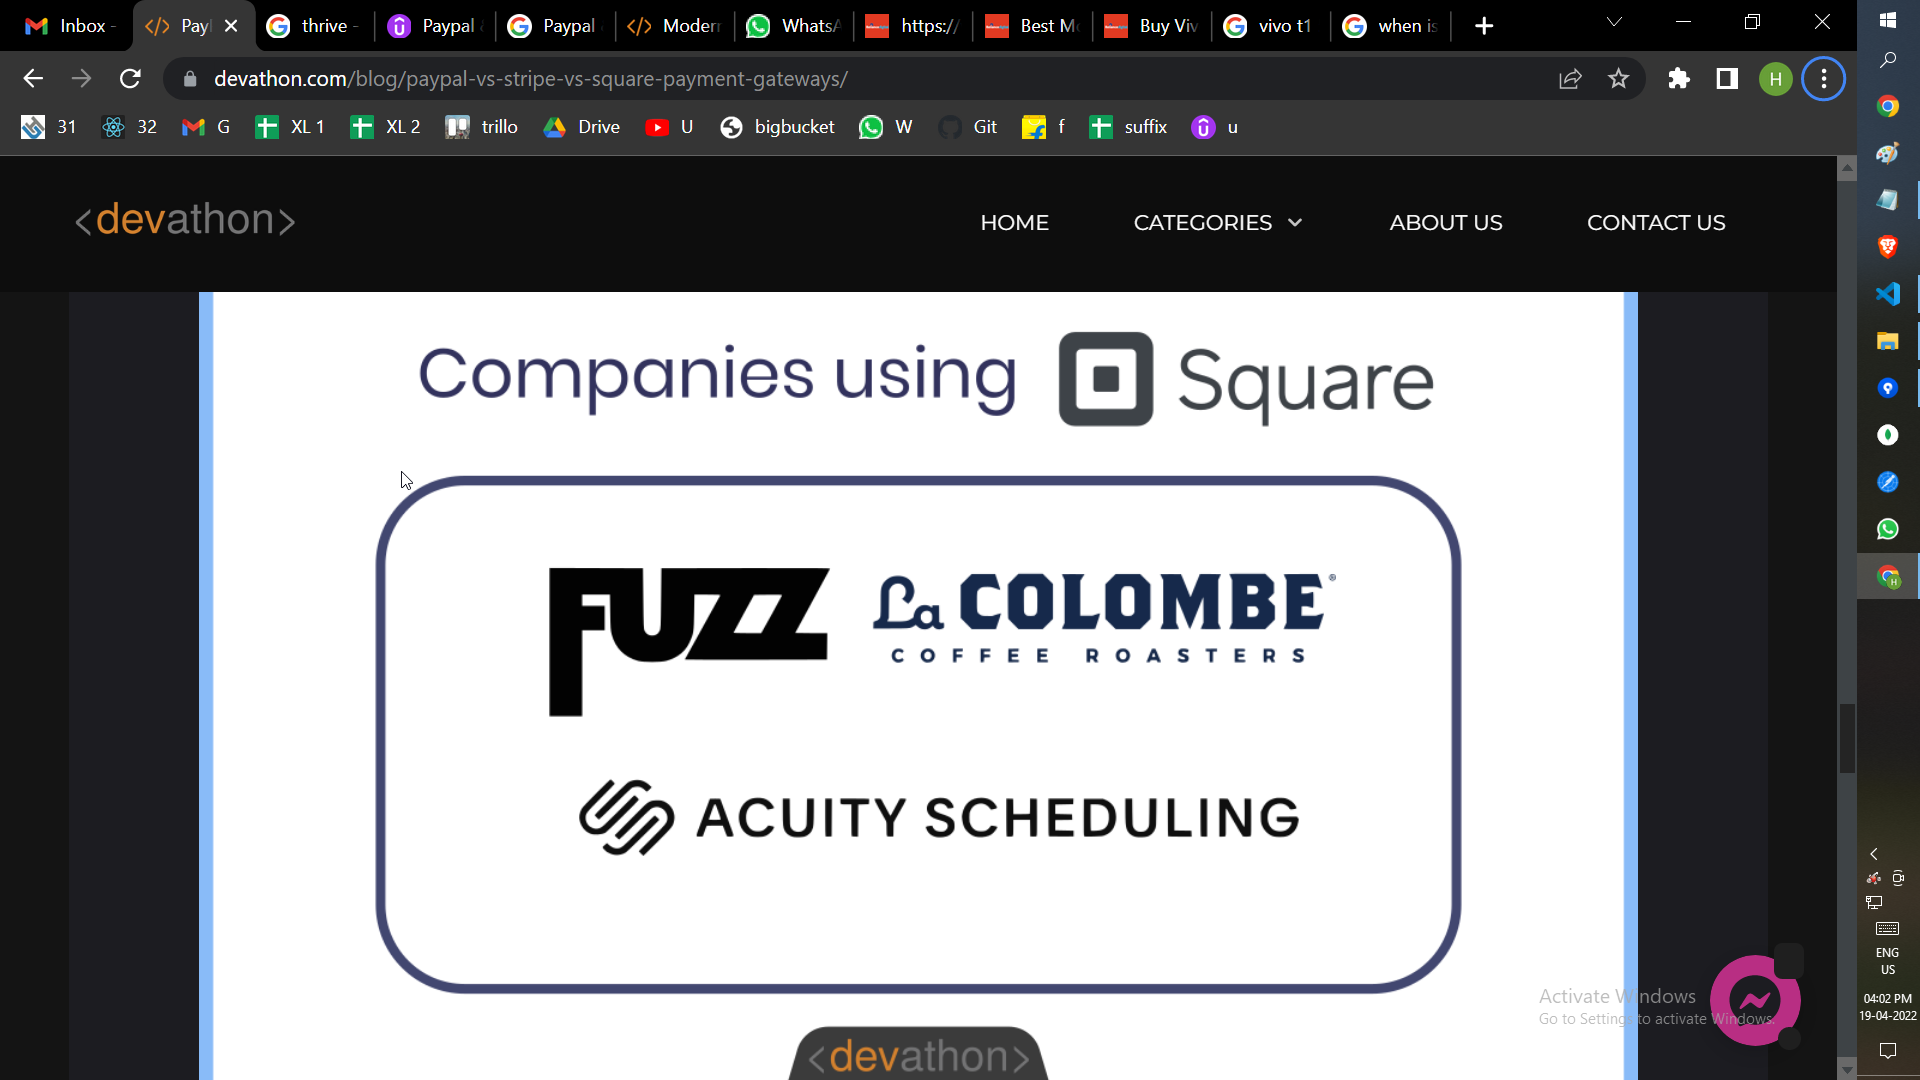 Inbox -
Payl
thrive -
Paypal &
Paypal
Modern
WhatsA
https://
Best Mo
Buy Viv
vivo t1
when is
devathon.com/blog/paypal-vs-stripe-vs-square-payment-gateways/
H
31
32
G
XL 1
XL 2
trillo
Drive
U
bigbucket
W
Git
f
suffix
u
<devathon>
HOME
CATEGORIES
ABOUT US
CONTACT US
Companies using Square
FUZZ
La COLOMBE®
COFFEE ROASTERS
ACUITY SCHEDULING
<devathon>
Activate Windows
Go to Settings to activate Windows.
ENG
US
04:02 PM
19-04-2022